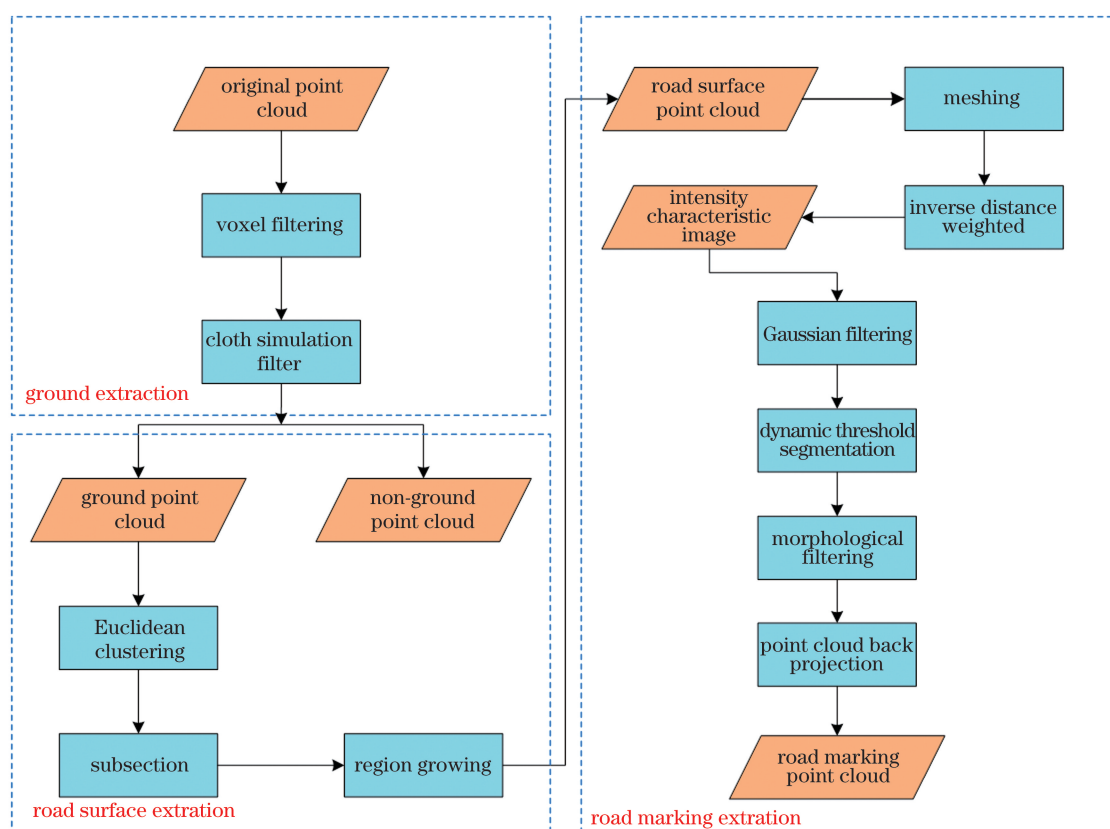 original point
cloud
voxel filtering
cloth simulation
filter
ground extraction
ground point
cloud
non-ground
point cloud
Euclidean
clustering
subsection
region growing
road surface extration
road surface
point cloud
meshing
intensity
characteristic
image
inverse distance
weighted
Gaussian filtering
dynamic threshold
segmentation
morphological
filtering
point cloud back
projection
road marking
point cloud
road marking extration